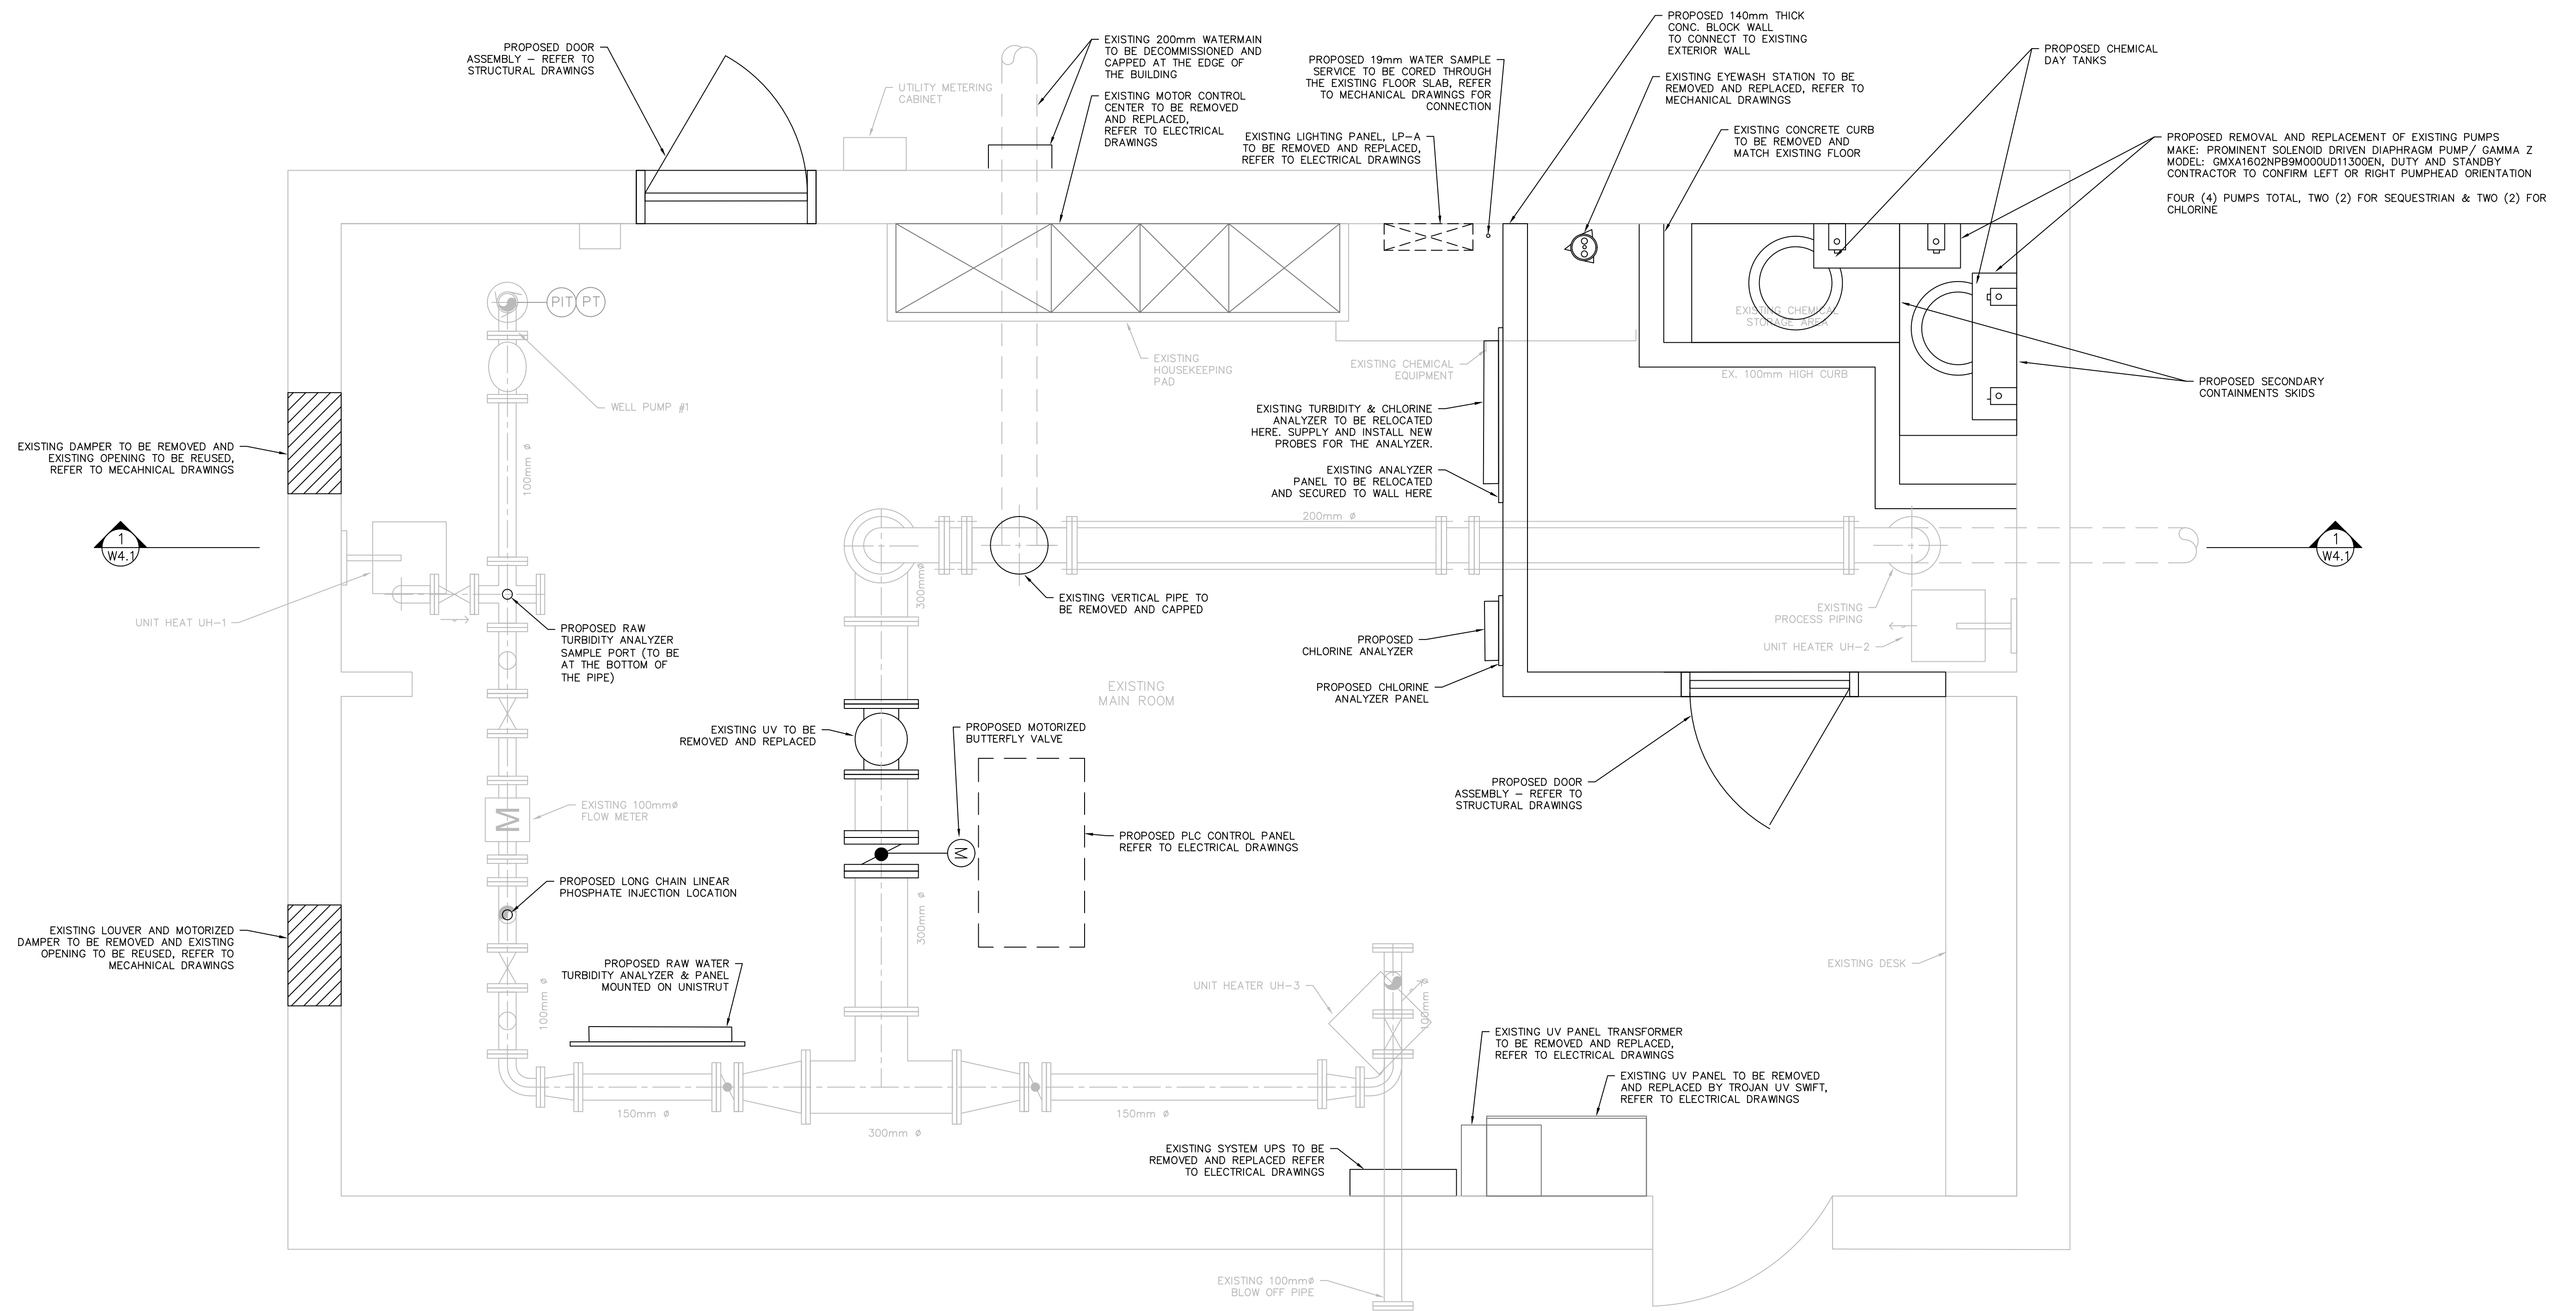 PROPOSED DOOR
ASSEMBLY – REFER TO
STRUCTURAL DRAWINGS
UTILITY METERING
CABINET
EXISTING 200mm WATERMAIN
TO BE DECOMMISSIONED AND
CAPPED AT THE EDGE OF
THE BUILDING
EXISTING MOTOR CONTROL
CENTER TO BE REMOVED
AND REPLACED,
REFER TO ELECTRICAL
DRAWINGS
PROPOSED 19mm WATER SAMPLE
SERVICE TO BE CORED THROUGH
THE EXISTING FLOOR SLAB, REFER
TO MECHANICAL DRAWINGS FOR
CONNECTION
EXISTING LIGHTING PANEL, LP–A
TO BE REMOVED AND REPLACED,
REFER TO ELECTRICAL DRAWINGS
PROPOSED 140mm THICK
CONC. BLOCK WALL
TO CONNECT TO EXISTING
EXTERIOR WALL
EXISTING EYEWASH STATION TO BE
REMOVED AND REPLACED, REFER TO
MECHANICAL DRAWINGS
EXISTING CONCRETE CURB
TO BE REMOVED AND
MATCH EXISTING FLOOR
PROPOSED CHEMICAL
DAY TANKS
PROPOSED REMOVAL AND REPLACEMENT OF EXISTING PUMPS
MAKE: PROMINENT SOLENOID DRIVEN DIAPHRAGM PUMP/ GAMMA Z
MODEL: GMXA1602NPB9M000UD11300EN, DUTY AND STANDBY
CONTRACTOR TO CONFIRM LEFT OR RIGHT PUMPHEAD ORIENTATION
FOUR (4) PUMPS TOTAL, TWO (2) FOR SEQUESTRIAN & TWO (2) FOR
CHLORINE
PIT
PT
WELL PUMP #1
100mm ø
EXISTING
HOUSEKEEPING
PAD
EXISTING CHEMICAL
EQUIPMENT
EXISTING CHEMICAL
STORAGE AREA
EX. 100mm HIGH CURB
PROPOSED SECONDARY
CONTAINMENTS SKIDS
EXISTING TURBIDITY & CHLORINE
ANALYZER TO BE RELOCATED
HERE. SUPPLY AND INSTALL NEW
PROBES FOR THE ANALYZER.
EXISTING ANALYZER
PANEL TO BE RELOCATED
AND SECURED TO WALL HERE
EXISTING DAMPER TO BE REMOVED AND
EXISTING OPENING TO BE REUSED,
REFER TO MECAHNICAL DRAWINGS
1
W4.1
200mm ø
1
W4.1
300mmø
UNIT HEAT UH–1
PROPOSED RAW
TURBIDITY ANALYZER
SAMPLE PORT (TO BE
AT THE BOTTOM OF
THE PIPE)
EXISTING VERTICAL PIPE TO
BE REMOVED AND CAPPED
EXISTING
PROCESS PIPING
UNIT HEATER UH–2
PROPOSED
CHLORINE ANALYZER
PROPOSED CHLORINE
ANALYZER PANEL
EXISTING
MAIN ROOM
EXISTING UV TO BE
REMOVED AND REPLACED
PROPOSED MOTORIZED
BUTTERFLY VALVE
PROPOSED DOOR
ASSEMBLY – REFER TO
STRUCTURAL DRAWINGS
M
EXISTING 100mmø
FLOW METER
M
PROPOSED PLC CONTROL PANEL
REFER TO ELECTRICAL DRAWINGS
PROPOSED LONG CHAIN LINEAR
PHOSPHATE INJECTION LOCATION
300mm ø
EXISTING LOUVER AND MOTORIZED
DAMPER TO BE REMOVED AND EXISTING
OPENING TO BE REUSED, REFER TO
MECAHNICAL DRAWINGS
PROPOSED RAW WATER
TURBIDITY ANALYZER & PANEL
MOUNTED ON UNISTRUT
100mm ø
UNIT HEATER UH–3
100mm ø
EXISTING DESK
EXISTING UV PANEL TRANSFORMER
TO BE REMOVED AND REPLACED,
REFER TO ELECTRICAL DRAWINGS
EXISTING UV PANEL TO BE REMOVED
AND REPLACED BY TROJAN UV SWIFT,
REFER TO ELECTRICAL DRAWINGS
150mm ø
300mm ø
150mm ø
EXISTING SYSTEM UPS TO BE
REMOVED AND REPLACED REFER
TO ELECTRICAL DRAWINGS
EXISTING 100mmø
BLOW OFF PIPE